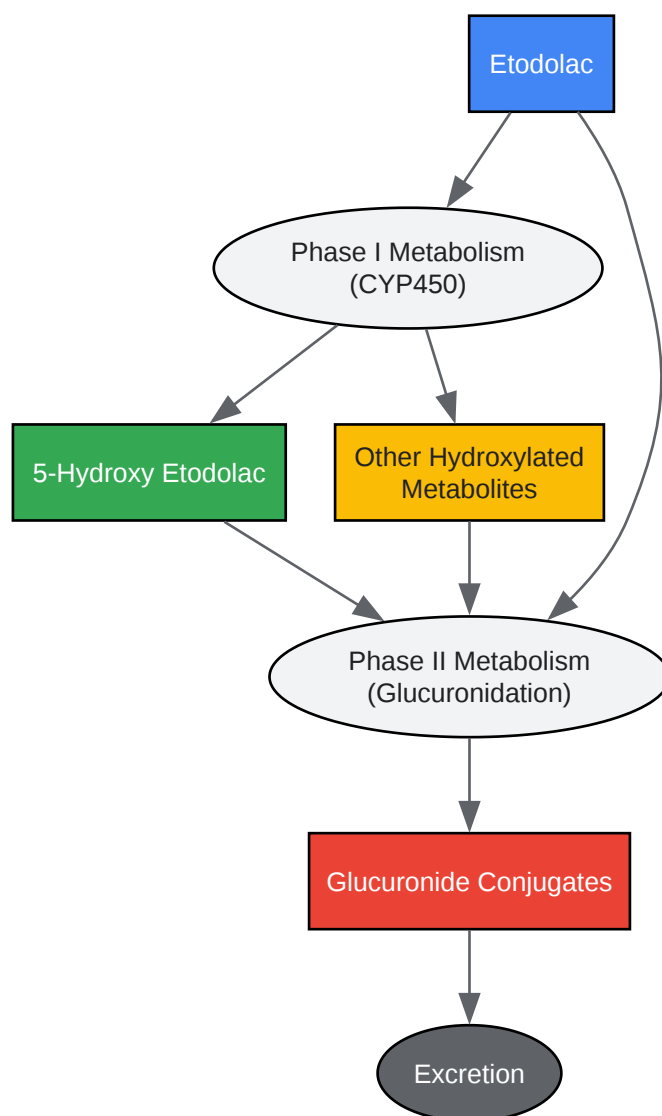 Etodolac
Phase I Metabolism
(CYP450)
5-Hydroxy Etodolac
Other Hydroxylated
Metabolites
Phase II Metabolism
(Glucuronidation)
Glucuronide Conjugates
Excretion